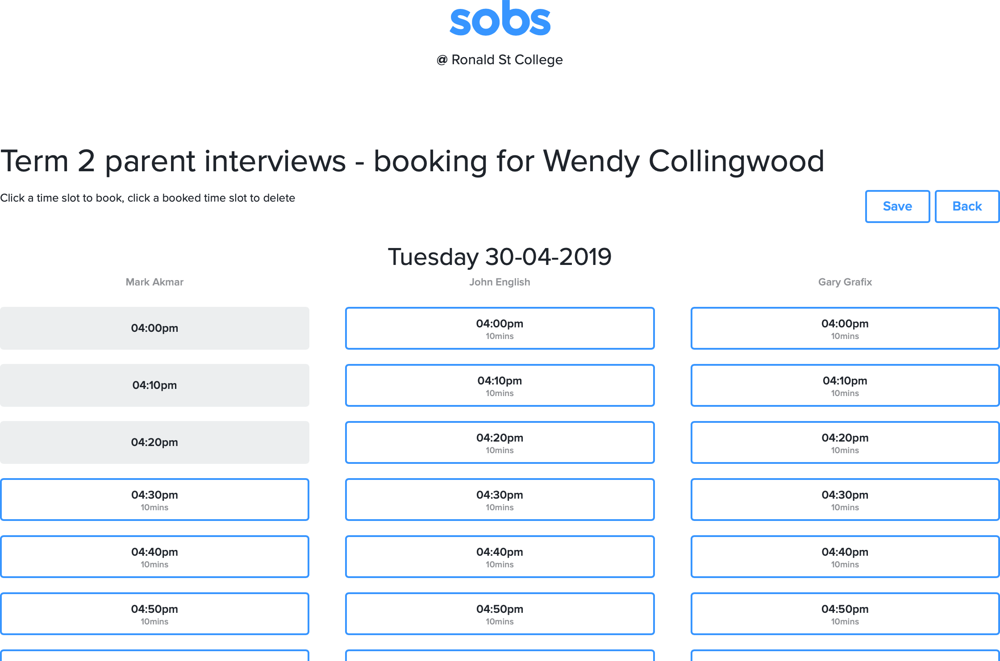 sobs
@ Ronald St College
Term 2 parent interviews - booking for Wendy Collingwood
Click a time slot to book, click a booked time slot to delete
Save Back
Tuesday 30-04-2019
Mark Akmar John English Gary Grafix
04:00pm 04:00pm 04:00pm
10mins 10mins
04:10pm 04:10pm 04:10pm
10mins 10mins
04:20pm 04:20pm 04:20pm
10mins 10mins
04:30pm 04:30pm 04:30pm
10mins 10mins 10mins
04:40pm 04:40pm 04:40pm
10mins 10mins 10mins
04:50pm 04:50pm 04:50pm
10mins 10mins 10mins